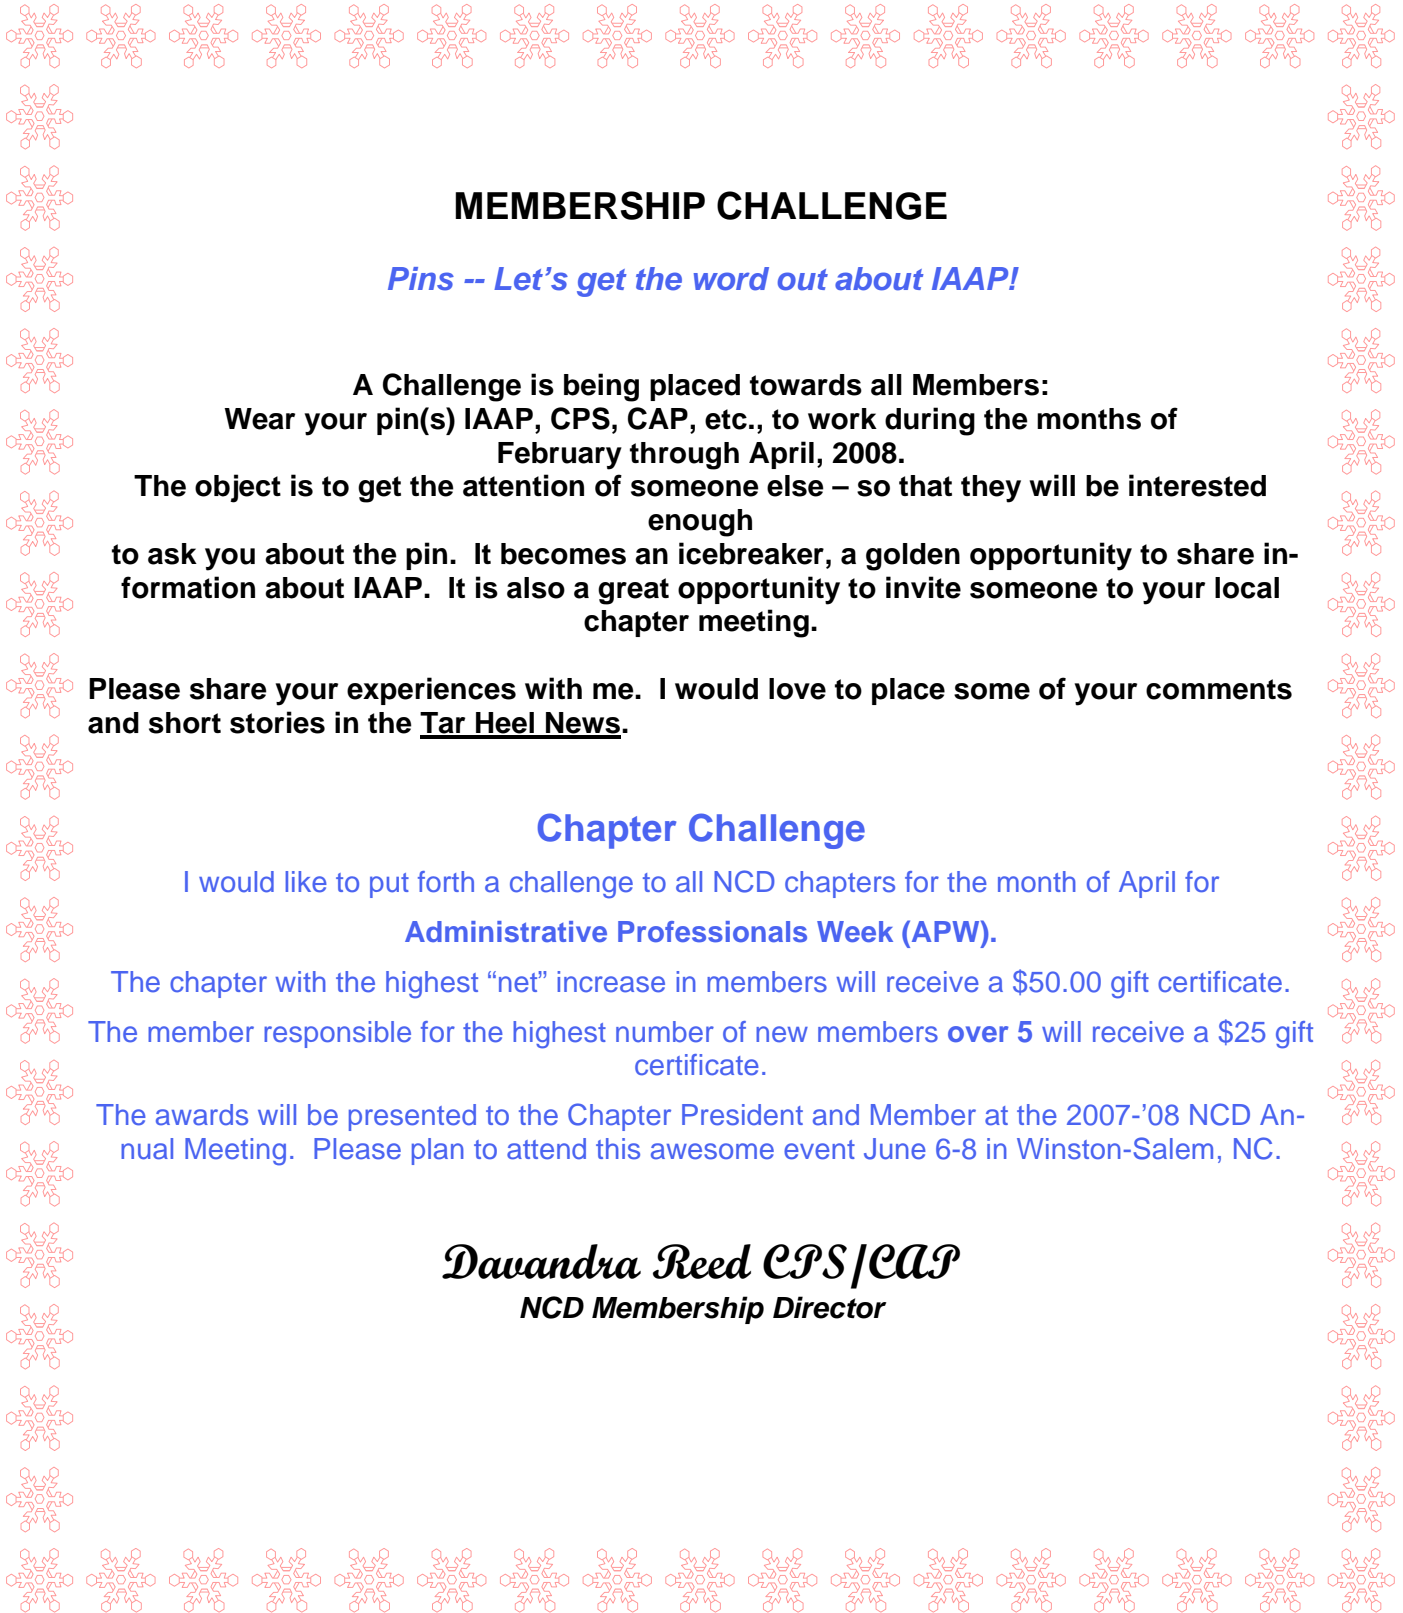 MEMBERSHIP CHALLENGE
Pins -- Let’s get the word out about IAAP!
A Challenge is being placed towards all Members:
Wear your pin(s) IAAP, CPS, CAP, etc., to work during the months of
February through April, 2008.
The object is to get the attention of someone else – so that they will be interested
enough
to ask you about the pin.  It becomes an icebreaker, a golden opportunity to share in-
formation about IAAP.  It is also a great opportunity to invite someone to your local
chapter meeting.
Please share your experiences with me.  I would love to place some of your comments
and short stories in the Tar Heel News.
Chapter Challenge
I would like to put forth a challenge to all NCD chapters for the month of April for
Administrative Professionals Week (APW).
The chapter with the highest “net” increase in members will receive a $50.00 gift certificate.
The member responsible for the highest number of new members over 5 will receive a $25 gift
certificate.
The awards will be presented to the Chapter President and Member at the 2007-’08 NCD An-
nual Meeting.  Please plan to attend this awesome event June 6-8 in Winston-Salem, NC.
Davandra Reed CPS/CAP
NCD Membership Director